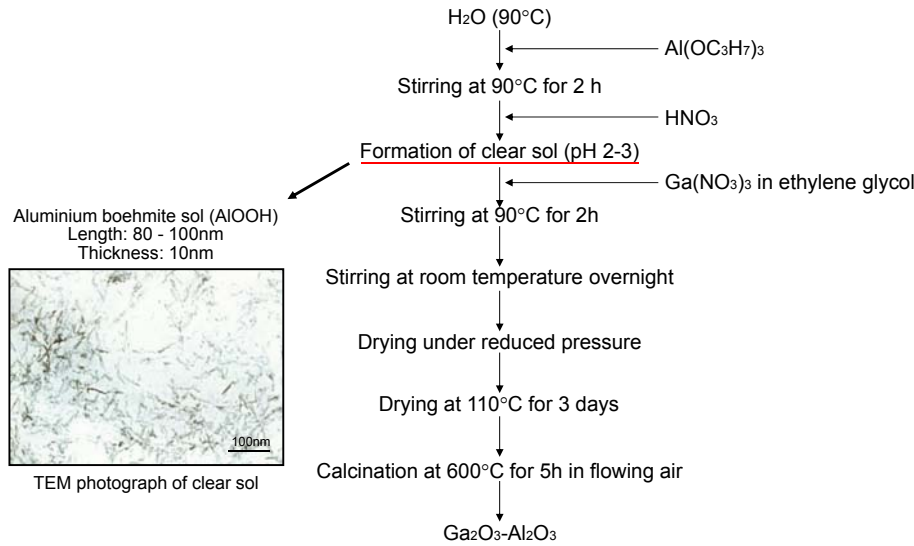 H₂O (90°C)
Al(OC₃H₇)₃
Stirring at 90°C for 2 h
HNO₃
Formation of clear sol (pH 2-3)
Ga(NO₃)₃ in ethylene glycol
Stirring at 90°C for 2h
Stirring at room temperature overnight
Drying under reduced pressure
Drying at 110°C for 3 days
Calcination at 600°C for 5h in flowing air
Ga₂O₃-Al₂O₃
Aluminium boehmite sol (AlOOH)
Length: 80 - 100nm
Thickness: 10nm
100nm
TEM photograph of clear sol